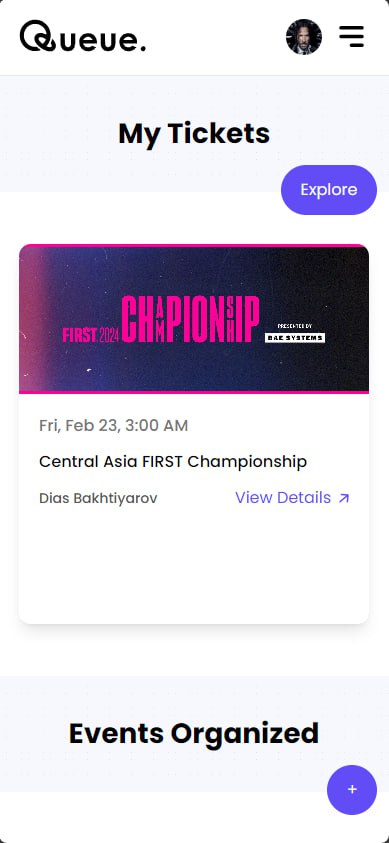 Queue.
My Tickets
Explore
FIRST 2024 CHAMPIONSHIP PRESENTED BY BAE SYSTEMS
Fri, Feb 23, 3:00 AM
Central Asia FIRST Championship
Dias Bakhtiyarov
View Details ↗
Events Organized
+